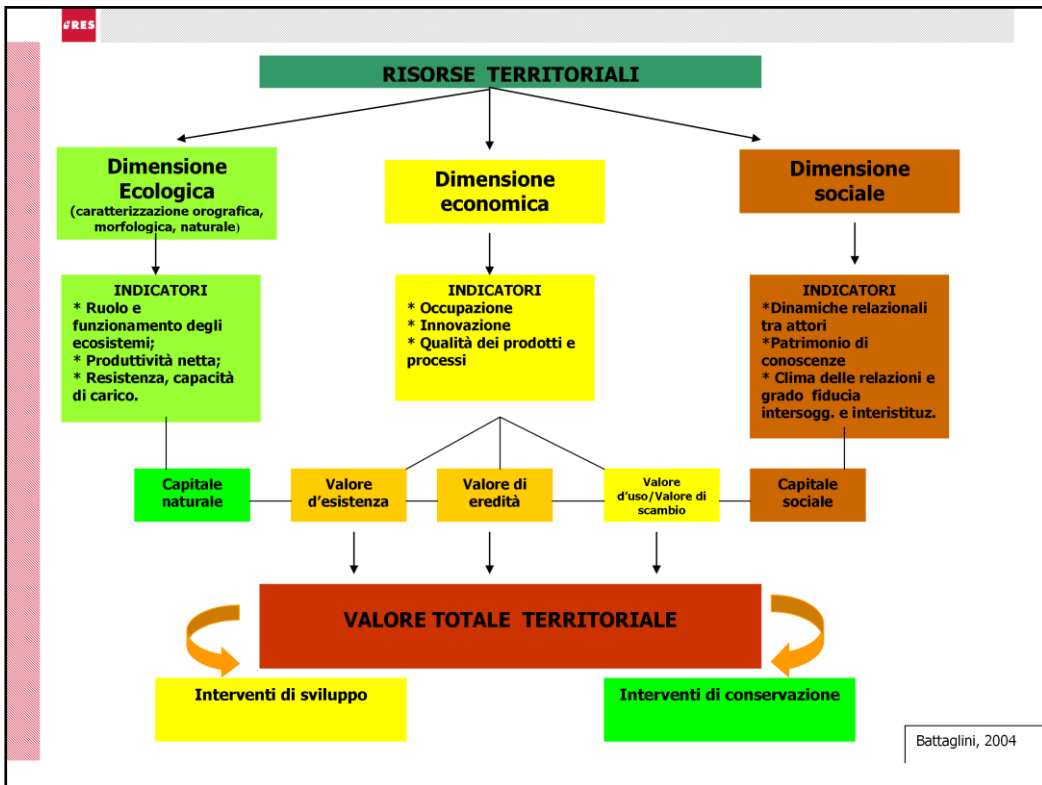 IRES
RISORSE TERRITORIALI
Dimensione
Ecologica
(caratterizzazione orografica,
morfologica, naturale)
Dimensione
economica
Dimensione
sociale
INDICATORI
* Ruolo e
funzionamento degli
ecosistemi;
* Produttività netta;
* Resistenza, capacità
di carico.
INDICATORI
* Occupazione
* Innovazione
* Qualità dei prodotti e
processi
INDICATORI
*Dinamiche relazionali
tra attori
*Patrimonio di
conoscenze
* Clima delle relazioni e
grado fiducia
intersogg. e interistituz.
Capitale
naturale
Valore
d'esistenza
Valore di
eredità
Valore
d'uso/Valore di
scambio
Capitale
sociale
VALORE TOTALE TERRITORIALE
Interventi di sviluppo
Interventi di conservazione
Battaglini, 2004